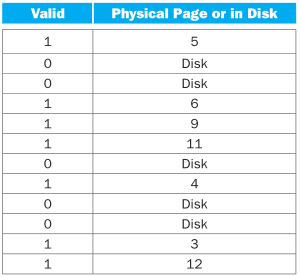 Valid Physical Page or in Disk
1 5
0 Disk
0 Disk
1 6
1 9
1 11
0 Disk
1 4
0 Disk
0 Disk
1 3
1 12